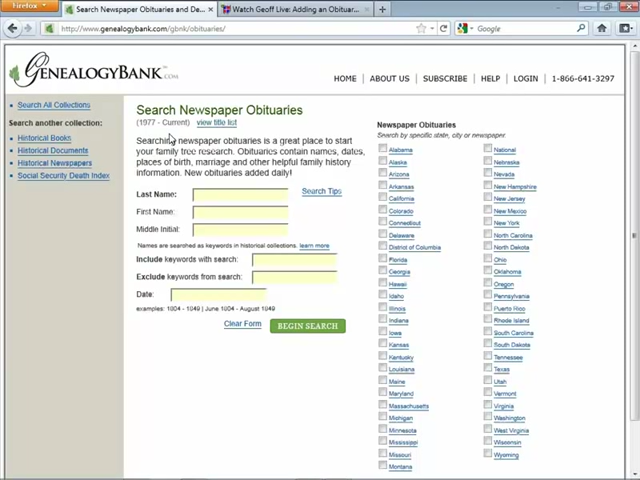 Firefox
Search Newspaper Obituaries and De...
Watch Geoff Live: Adding an Obituar...
http://www.genealogybank.com/gbnk/obituaries/
Google
GENEALOGYBANK.COM
HOME | ABOUT US | SUBSCRIBE | HELP | LOGIN | 1-866-641-3297
Search All Collections
Search another collection:
Historical Books
Historical Documents
Historical Newspapers
Social Security Death Index
Search Newspaper Obituaries
(1977 - Current) view title list
Searching newspaper obituaries is a great place to start
your family tree research. Obituaries contain names, dates,
places of birth, marriage and other helpful family history
information. New obituaries added daily!
Last Name:
Search Tips
First Name:
Middle Initial:
Names are searched as keywords in historical collections. learn more
Include keywords with search:
Exclude keywords from search:
Date:
examples: 1004 - 1049 | June 1004 - August 1049
Clear Form
BEGIN SEARCH
Newspaper Obituaries
Search by specific state, city or newspaper
Alabama
Alaska
Arizona
Arkansas
California
Colorado
Connecticut
Delaware
District of Columbia
Florida
Georgia
Hawaii
Idaho
Illinois
Indiana
Iowa
Kansas
Kentucky
Louisiana
Maine
Maryland
Massachusetts
Michigan
Minnesota
Mississippi
Missouri
Montana
National
Nebraska
Nevada
New Hampshire
New Jersey
New Mexico
New York
North Carolina
North Dakota
Ohio
Oklahoma
Oregon
Pennsylvania
Puerto Rico
Rhode Island
South Carolina
South Dakota
Tennessee
Texas
Utah
Vermont
Virginia
Washington
West Virginia
Wisconsin
Wyoming